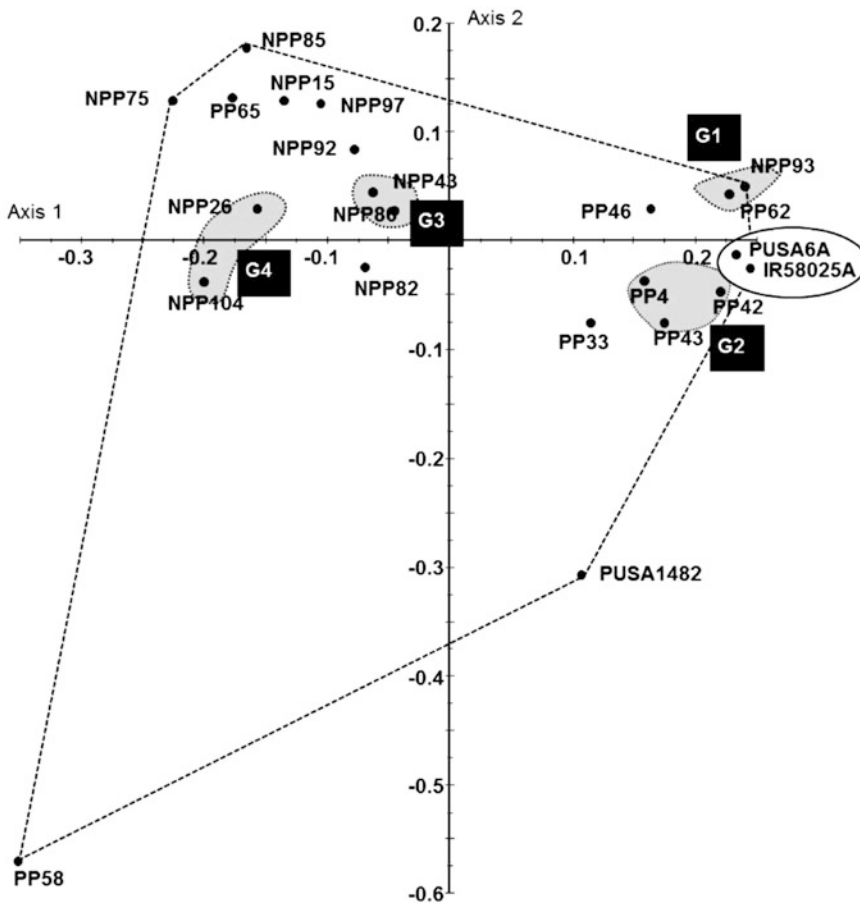 0.2 Axis 2
NPP85
NPP75 PP65 NPP15 NPP97
0.1 G1
NPP92 NPP93
NPP43
Axis 1 NPP26 NPP86 G3 PP46 PP62
PUSA6A
-0.3 -0.2 G4 -0.1 0.1 0.2 IR58025A
NPP82 PP4
NPP104 PP42
PP33 PP43 G2
-0.1
-0.2
-0.3 PUSA1482
-0.4
-0.5
PP58
-0.6